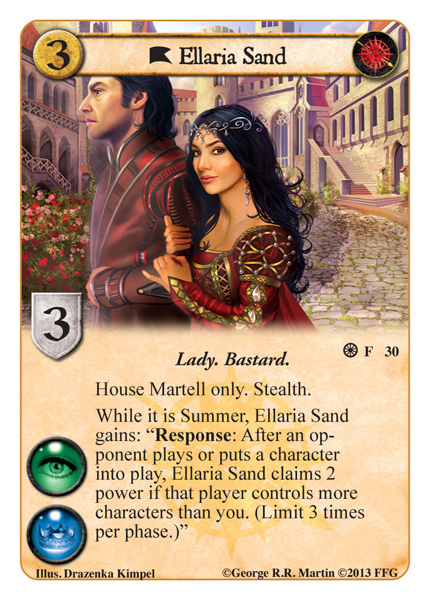 3
Ellaria Sand
3
Lady. Bastard.
F 30
House Martell only. Stealth.
While it is Summer, Ellaria Sand
gains: “Response: After an op-
ponent plays or puts a character
into play, Ellaria Sand claims 2
power if that player controls more
characters than you. (Limit 3 times
per phase.)”
Illus. Drazenka Kimpel
©George R.R. Martin ©2013 FFG